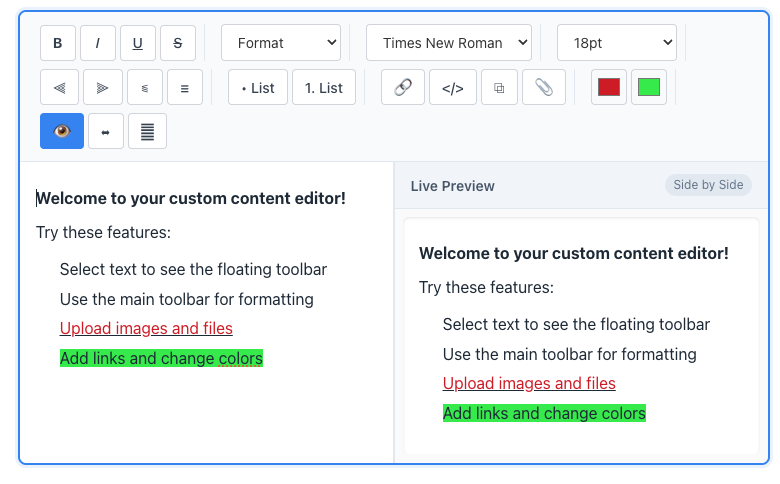 B I U S Format Times New Roman 18pt
• List 1. List </>
Live Preview Side by Side
Welcome to your custom content editor!
Try these features:
Select text to see the floating toolbar
Use the main toolbar for formatting
Upload images and files
Add links and change colors
Welcome to your custom content editor!
Try these features:
Select text to see the floating toolbar
Use the main toolbar for formatting
Upload images and files
Add links and change colors